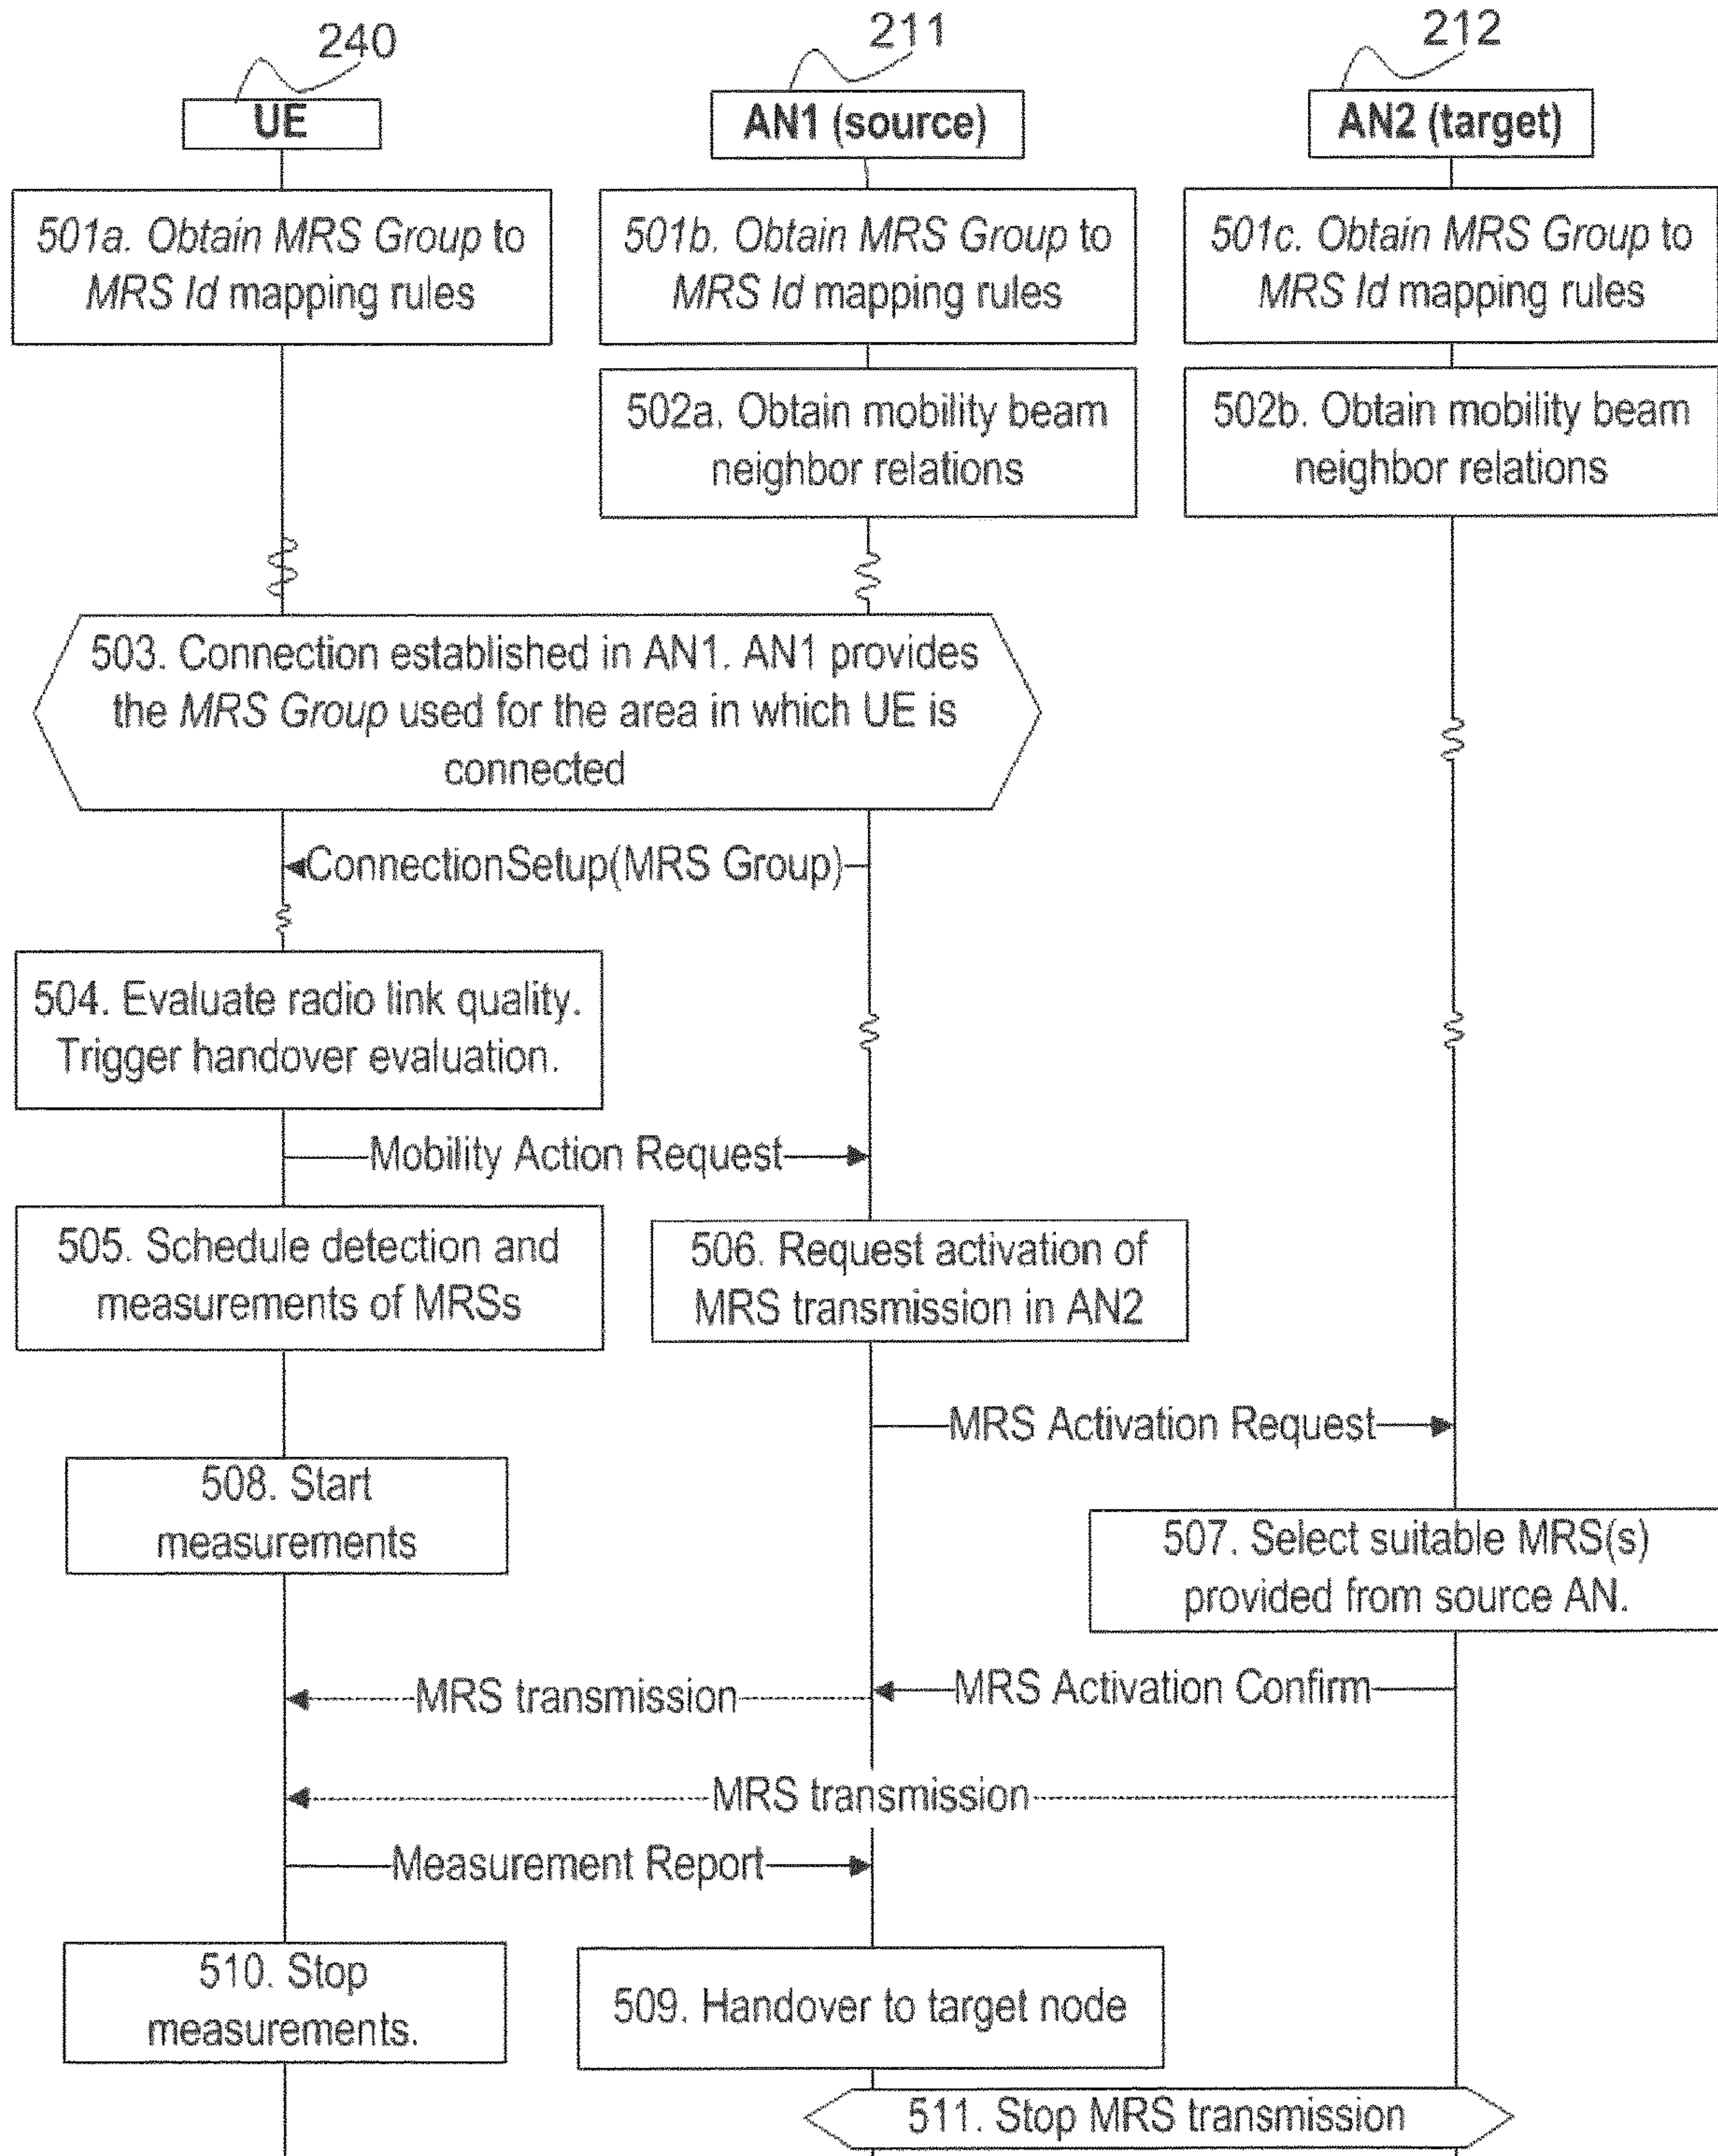 240
211
212
UE
AN1 (source)
AN2 (target)
501a. Obtain MRS Group to
MRS Id mapping rules
501b. Obtain MRS Group to
MRS Id mapping rules
501c. Obtain MRS Group to
MRS Id mapping rules
502a. Obtain mobility beam
neighbor relations
502b. Obtain mobility beam
neighbor relations
503. Connection established in AN1. AN1 provides
the MRS Group used for the area in which UE is
connected
ConnectionSetup(MRS Group)
504. Evaluate radio link quality.
Trigger handover evaluation.
Mobility Action Request
505. Schedule detection and
measurements of MRSs
506. Request activation of
MRS transmission in AN2
MRS Activation Request
508. Start
measurements
507. Select suitable MRS(s)
provided from source AN.
MRS transmission
MRS Activation Confirm
MRS transmission
Measurement Report
510. Stop
measurements.
509. Handover to target node
511. Stop MRS transmission